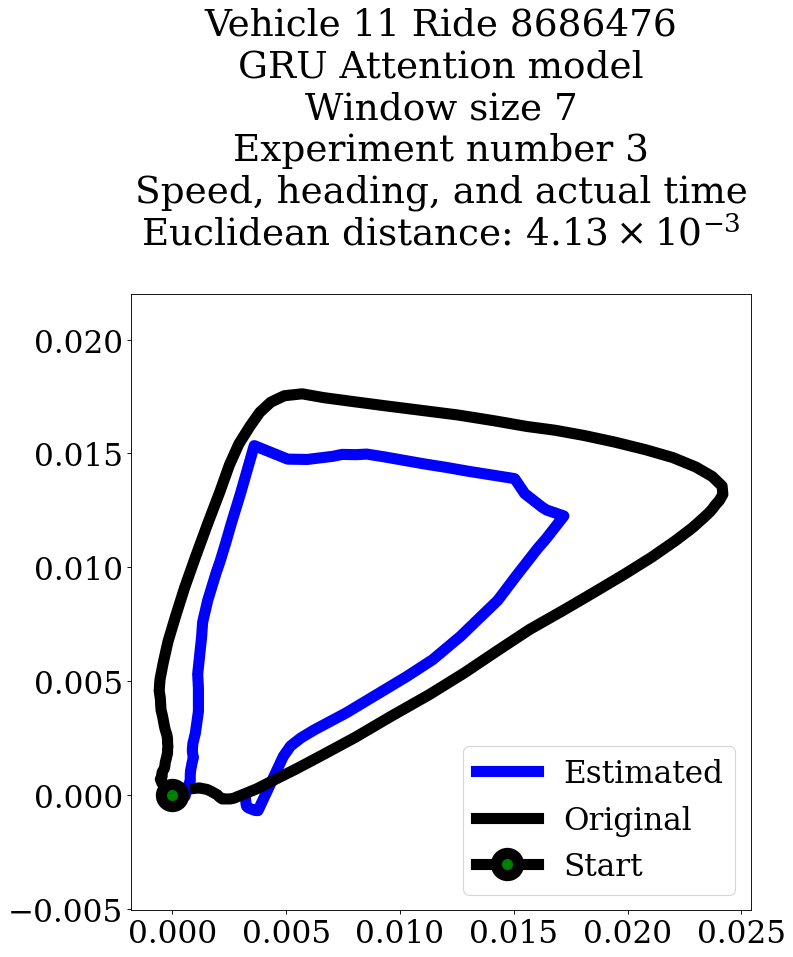 Vehicle 11 Ride 8686476
GRU Attention model
Window size 7
Experiment number 3
Speed, heading, and actual time
Euclidean distance: 4.13 × 10⁻³
0.020
0.015
0.010
0.005
0.000
−0.005
Estimated
Original
Start
0.000 0.005 0.010 0.015 0.020 0.025